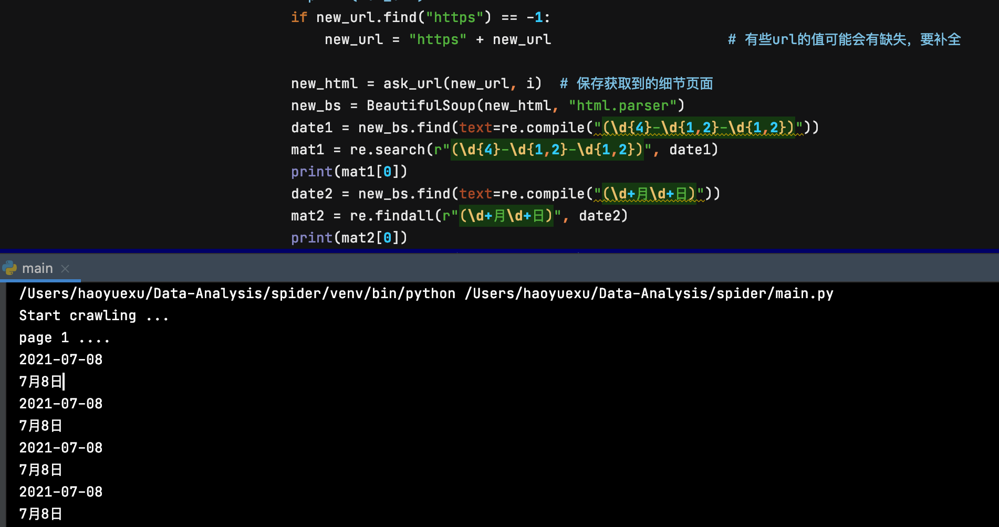 if new_url.find("https") == -1:
    new_url = "https" + new_url                     # 有些url的值可能会有缺失，要补全
new_html = ask_url(new_url, i)  # 保存获取到的细节页面
new_bs = BeautifulSoup(new_html, "html.parser")
date1 = new_bs.find(text=re.compile("(\d{4}-\d{1,2}-\d{1,2})"))
mat1 = re.search(r"(\d{4}-\d{1,2}-\d{1,2})", date1)
print(mat1[0])
date2 = new_bs.find(text=re.compile("(\d+月\d+日)"))
mat2 = re.findall(r"(\d+月\d+日)", date2)
print(mat2[0])
main
/Users/haoyuexu/Data-Analysis/spider/venv/bin/python /Users/haoyuexu/Data-Analysis/spider/main.py
Start crawling ...
page 1 ....
2021-07-08
7月8日
2021-07-08
7月8日
2021-07-08
7月8日
2021-07-08
7月8日